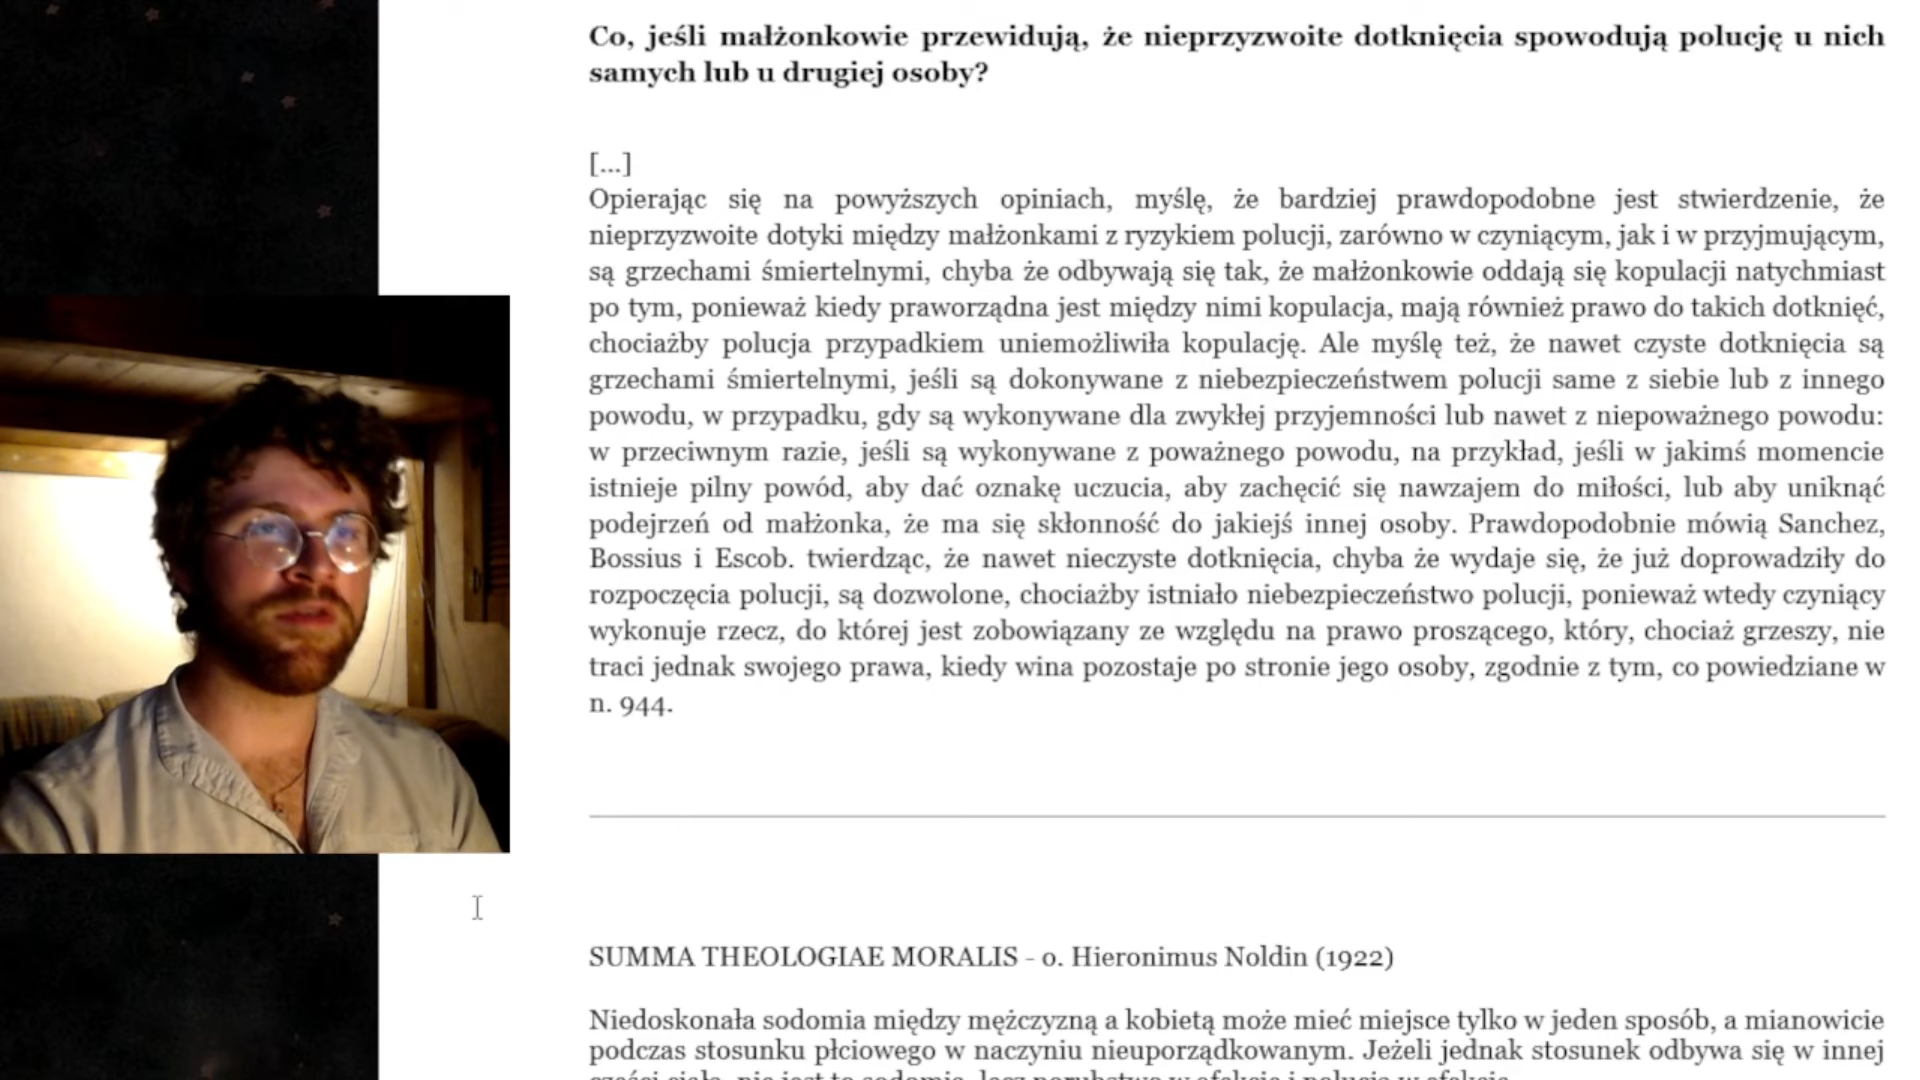 Co, jeśli małżonkowie przewidują, że nieprzyzwoite dotknięcia spowodują polucję u nich
samych lub u drugiej osoby?
[...]
Opierając się na powyższych opiniach, myślę, że bardziej prawdopodobne jest stwierdzenie, że
nieprzyzwoite dotyki między małżonkami z ryzykiem polucji, zarówno w czyniącym, jak i w przyjmującym,
są grzechami śmiertelnymi, chyba że odbywają się tak, że małżonkowie oddają się kopulacji natychmiast
po tym, ponieważ kiedy praworządna jest między nimi kopulacja, mają również prawo do takich dotknięć,
chociażby polucja przypadkiem uniemożliwiła kopulację. Ale myślę też, że nawet czyste dotknięcia są
grzechami śmiertelnymi, jeśli są dokonywane z niebezpieczeństwem polucji same z siebie lub z innego
powodu, w przypadku, gdy są wykonywane dla zwykłej przyjemności lub nawet z niepoważnego powodu:
w przeciwnym razie, jeśli są wykonywane z poważnego powodu, na przykład, jeśli w jakimś momencie
istnieje pilny powód, aby dać oznakę uczucia, aby zachęcić się nawzajem do miłości, lub aby uniknąć
podejrzeń od małżonka, że ma się skłonność do jakiejś innej osoby. Prawdopodobnie mówią Sanchez,
Bossius i Escob. twierdząc, że nawet nieczyste dotknięcia, chyba że wydaje się, że już doprowadziły do
rozpoczęcia polucji, są dozwolone, chociażby istniało niebezpieczeństwo polucji, ponieważ wtedy czyniący
wykonuje rzecz, do której jest zobowiązany ze względu na prawo proszącego, który, chociaż grzeszy, nie
traci jednak swojego prawa, kiedy wina pozostaje po stronie jego osoby, zgodnie z tym, co powiedziane w
n. 944.
SUMMA THEOLOGIAE MORALIS - o. Hieronimus Noldin (1922)
Niedoskonała sodomia między mężczyzną a kobietą może mieć miejsce tylko w jeden sposób, a mianowicie
podczas stosunku płciowego w naczyniu nieuporządkowanym. Jeżeli jednak stosunek odbywa się w innej